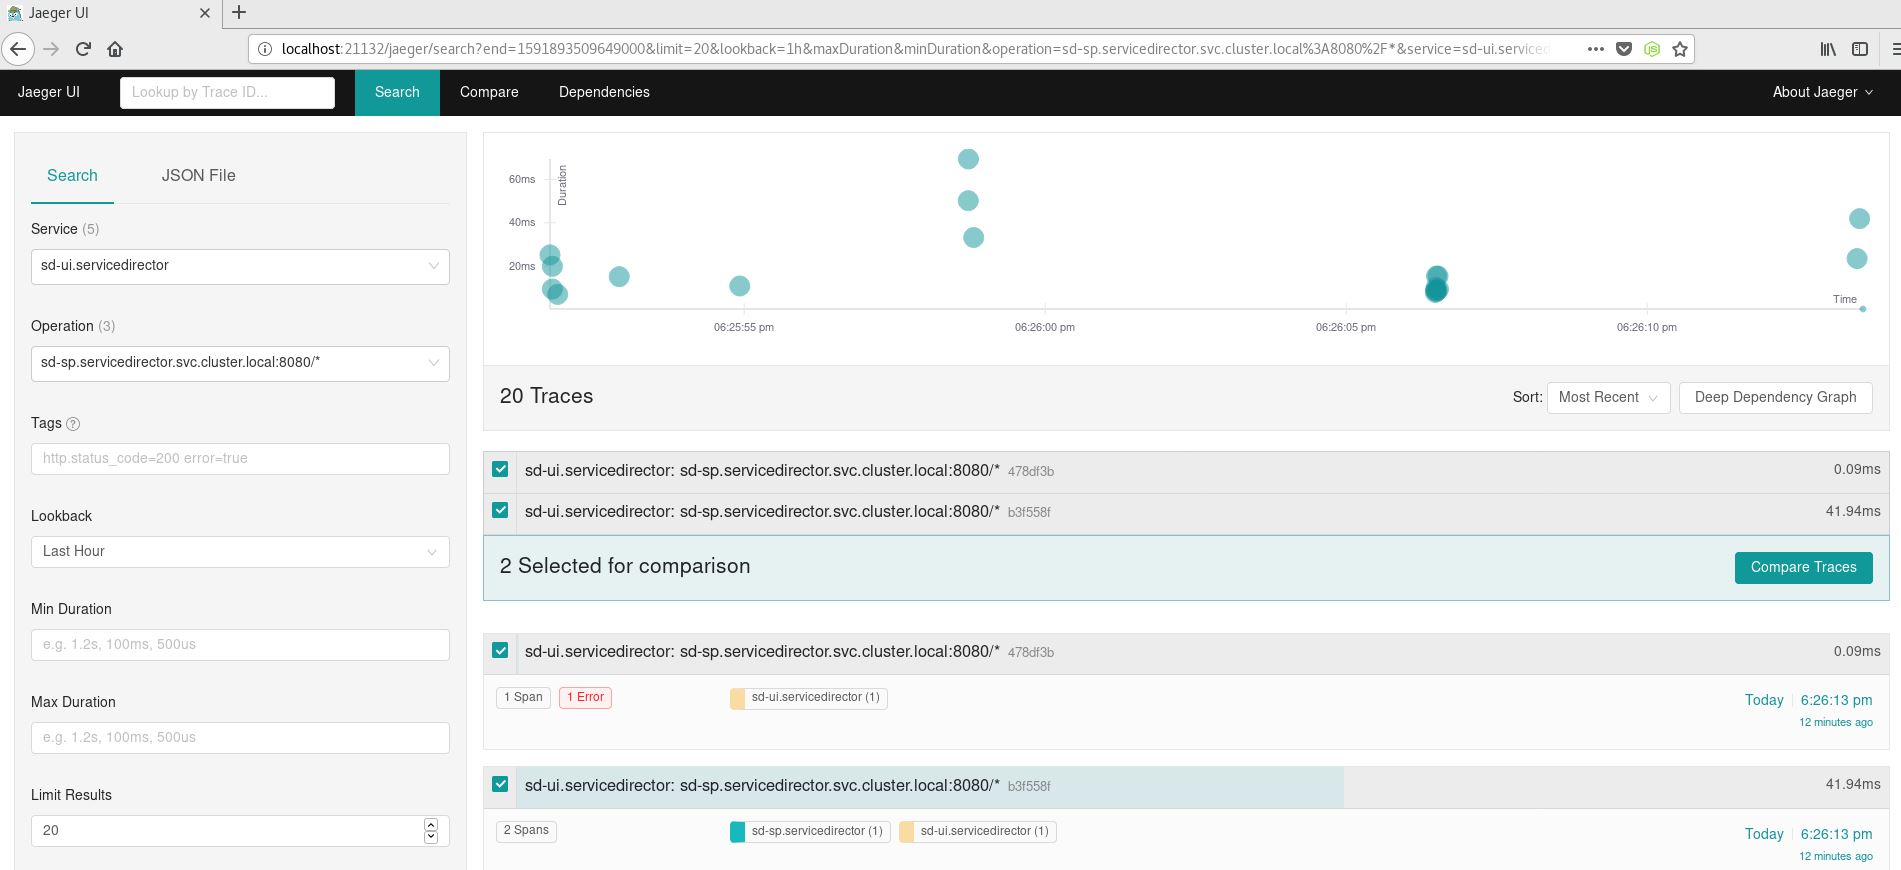 Jaeger UI
localhost:21132/jaeger/search?end=1591893509649000&limit=20&lookback=1h&maxDuration&minDuration&operation=sd-sp.servicedirector.svc.cluster.local%3A8080%2F*&service=sd-ui.serviced
Jaeger UI
Lookup by Trace ID...
Search
Compare
Dependencies
About Jaeger
Search
JSON File
Service (5)
sd-ui.servicedirector
Operation (3)
sd-sp.servicedirector.svc.cluster.local:8080/*
Tags ?
http.status_code=200 error=true
Lookback
Last Hour
Min Duration
e.g. 1.2s, 100ms, 500us
Max Duration
e.g. 1.2s, 100ms, 500us
Limit Results
20
Duration
60ms
40ms
20ms
Time
06:25:55 pm
06:26:00 pm
06:26:05 pm
06:26:10 pm
20 Traces
Sort: Most Recent
Deep Dependency Graph
sd-ui.servicedirector: sd-sp.servicedirector.svc.cluster.local:8080/* 478df3b 0.09ms
sd-ui.servicedirector: sd-sp.servicedirector.svc.cluster.local:8080/* b3f558f 41.94ms
2 Selected for comparison
Compare Traces
sd-ui.servicedirector: sd-sp.servicedirector.svc.cluster.local:8080/* 478df3b 0.09ms
1 Span 1 Error sd-ui.servicedirector (1) Today 6:26:13 pm
12 minutes ago
sd-ui.servicedirector: sd-sp.servicedirector.svc.cluster.local:8080/* b3f558f 41.94ms
2 Spans sd-sp.servicedirector (1) sd-ui.servicedirector (1) Today 6:26:13 pm
12 minutes ago